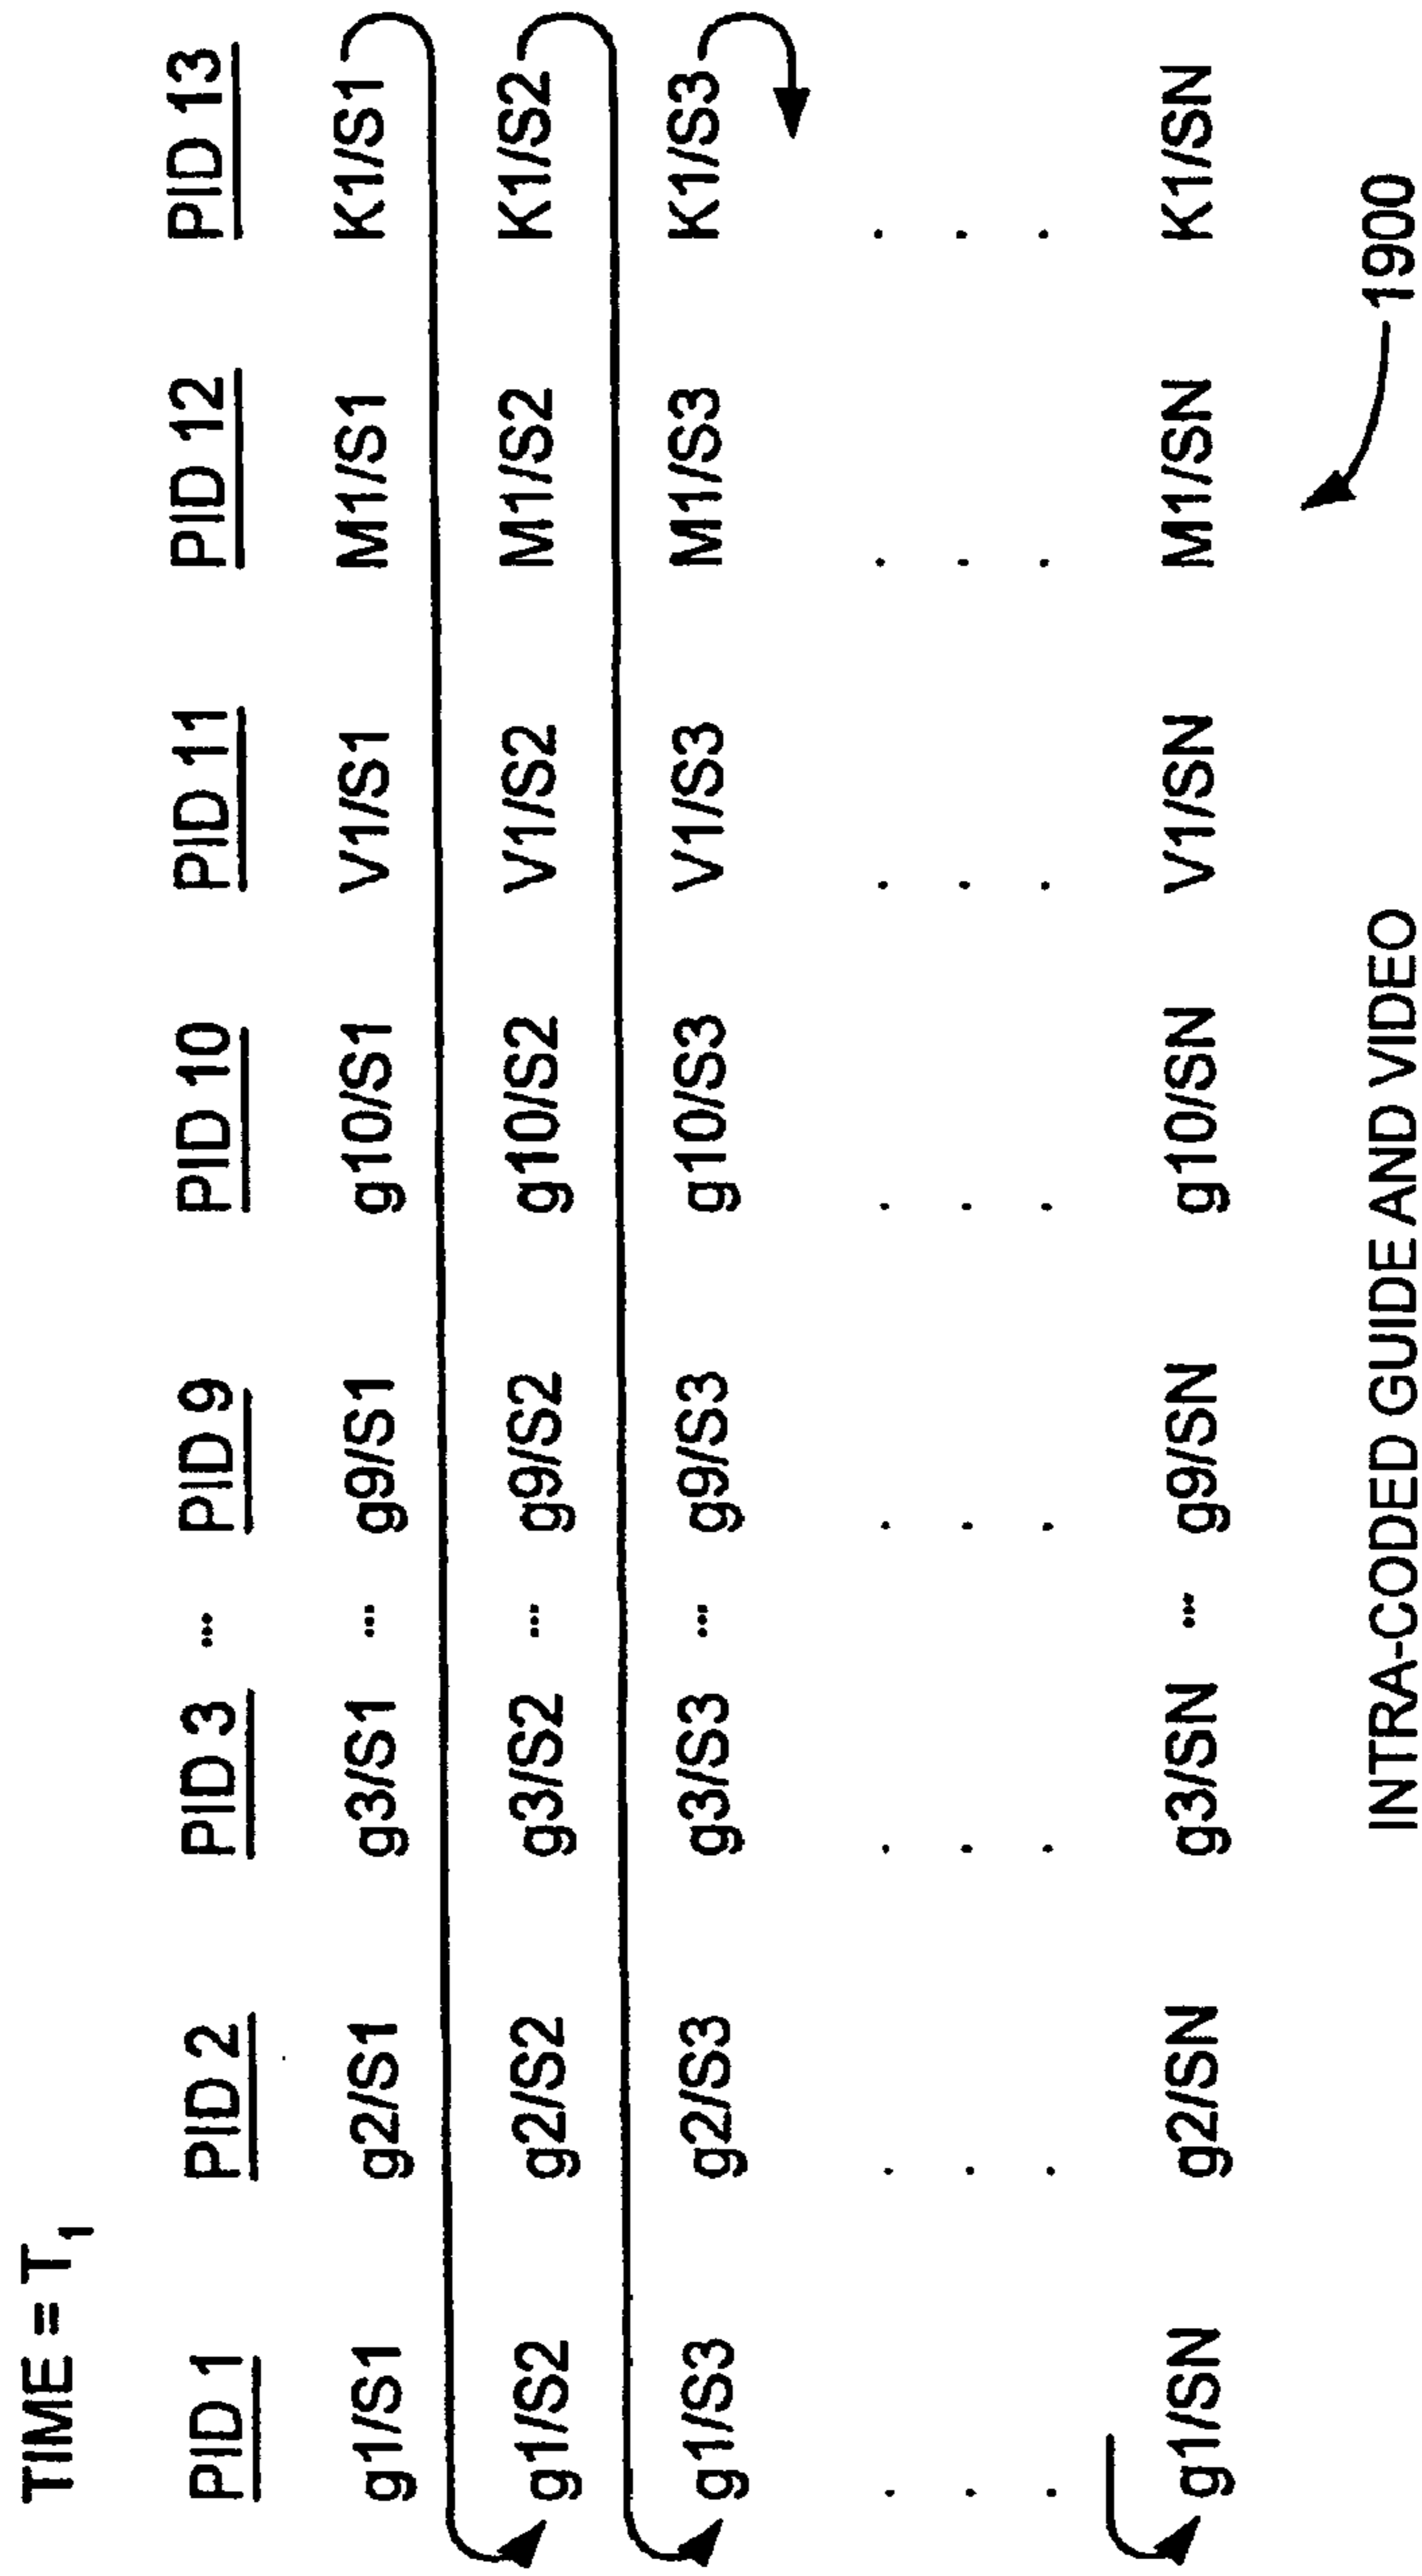 TIME = T1
PID 1 PID 2 PID 3 ... PID 9 PID 10 PID 11 PID 12 PID 13
g1/S1 g2/S1 g3/S1 ... g9/S1 g10/S1 V1/S1 M1/S1 K1/S1
g1/S2 g2/S2 g3/S2 ... g9/S2 g10/S2 V1/S2 M1/S2 K1/S2
g1/S3 g2/S3 g3/S3 ... g9/S3 g10/S3 V1/S3 M1/S3 K1/S3
g1/SN g2/SN g3/SN ... g9/SN g10/SN V1/SN M1/SN K1/SN
INTRA-CODED GUIDE AND VIDEO
1900